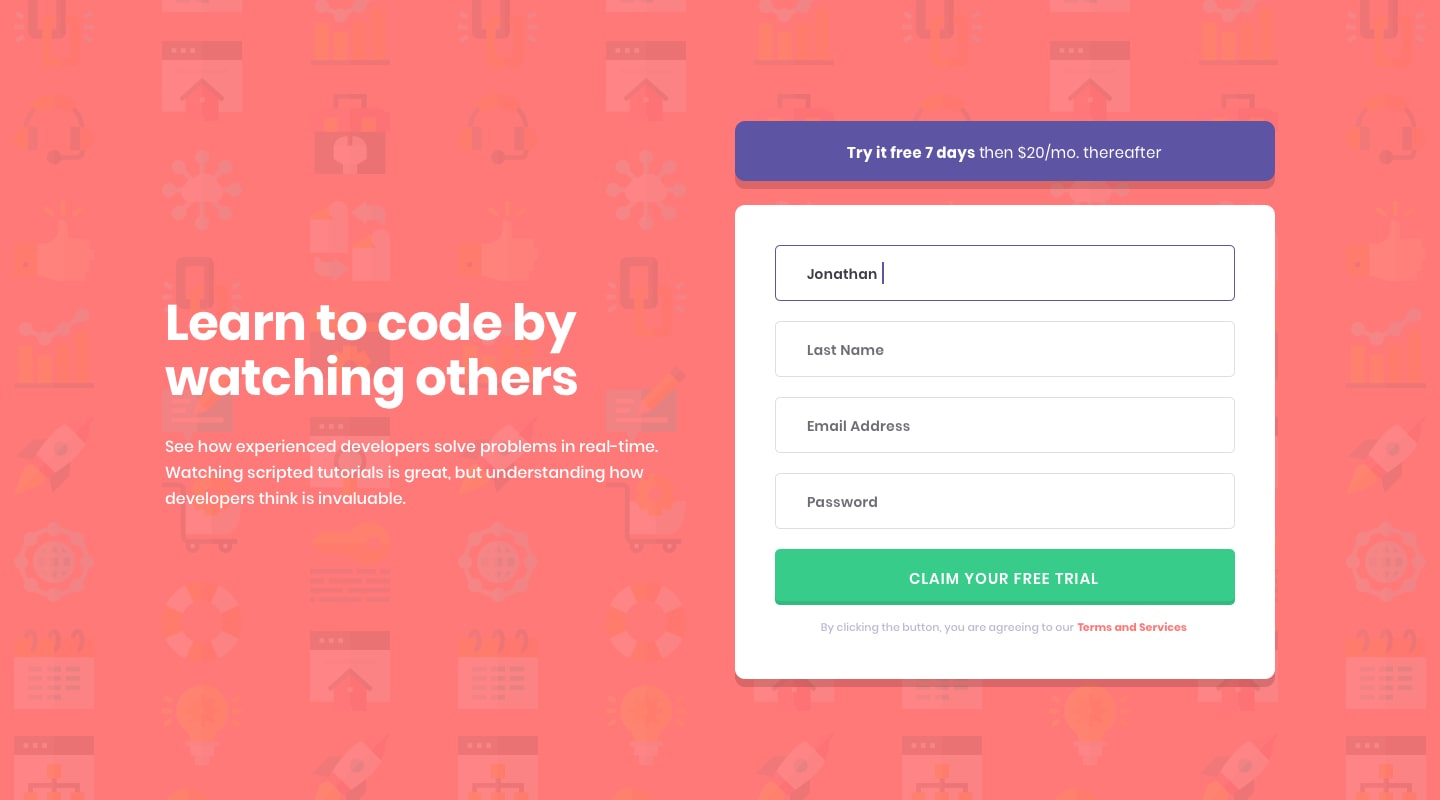 Learn to code by
watching others
See how experienced developers solve problems in real-time.
Watching scripted tutorials is great, but understanding how
developers think is invaluable.
Try it free 7 days then $20/mo. thereafter
Jonathan
Last Name
Email Address
Password
CLAIM YOUR FREE TRIAL
By clicking the button, you are agreeing to our Terms and Services